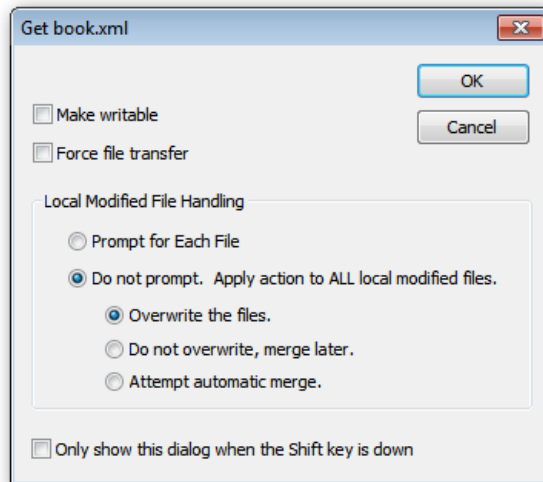 Get book.xml
OK
Make writable
Cancel
Force file transfer
Local Modified File Handling
Prompt for Each File
Do not prompt.  Apply action to ALL local modified files.
Overwrite the files.
Do not overwrite, merge later.
Attempt automatic merge.
Only show this dialog when the Shift key is down